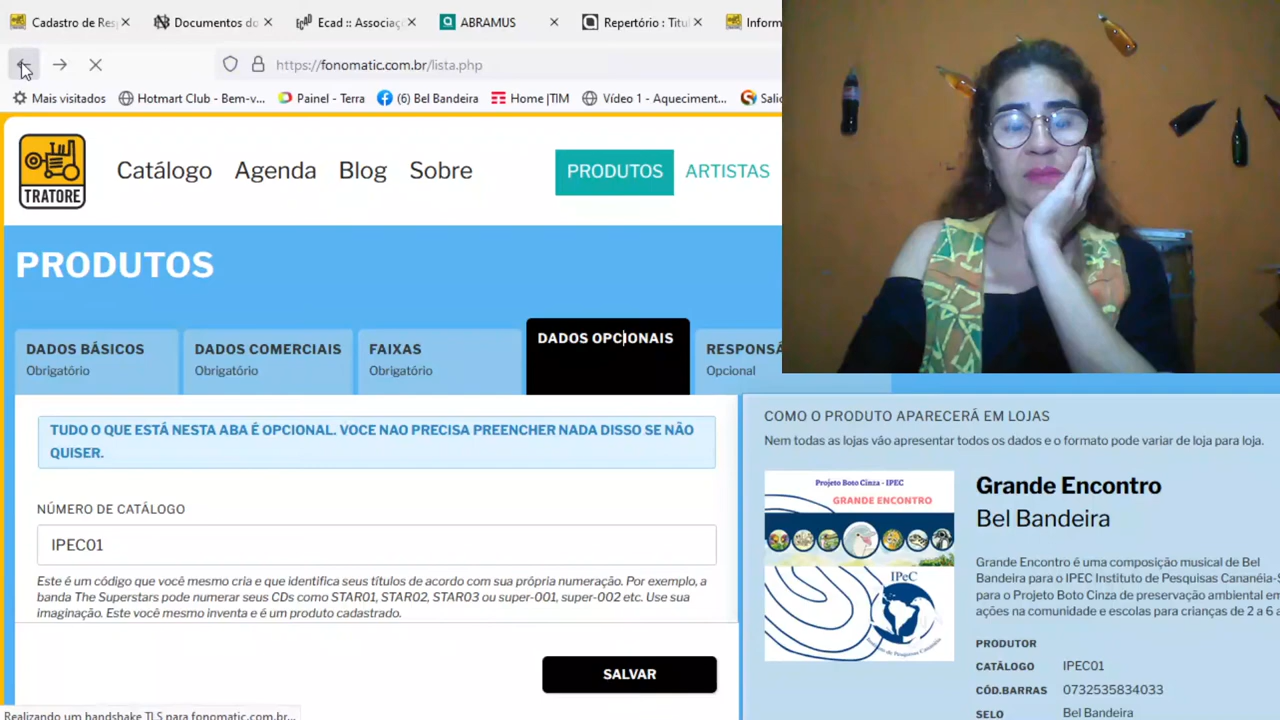 Cadastro de Res
Documentos do
Ecad :: Associaç
ABRAMUS
Repertório : Titul
Inform
https://fonomatic.com.br/lista.php
Mais visitados
Hotmart Club - Bem-v...
Painel - Terra
(6) Bel Bandeira
Home |TIM
Vídeo 1 - Aqueciment...
Salic
TRATORE
Catálogo
Agenda
Blog
Sobre
PRODUTOS
ARTISTAS
PRODUTOS
DADOS BÁSICOS
Obrigatório
DADOS COMERCIAIS
Obrigatório
FAIXAS
Obrigatório
DADOS OPCIONAIS
RESPONSÁ
Opcional
TUDO O QUE ESTÁ NESTA ABA É OPCIONAL. VOCE NAO PRECISA PREENCHER NADA DISSO SE NÃO
QUISER.
NÚMERO DE CATÁLOGO
IPEC01
Este é um código que você mesmo cria e que identifica seus títulos de acordo com sua própria numeração. Por exemplo, a
banda The Superstars pode numerar seus CDs como STAR01, STAR02, STAR03 ou super-001, super-002 etc. Use sua
imaginação. Este você mesmo inventa e é um produto cadastrado.
SALVAR
COMO O PRODUTO APARECERÁ EM LOJAS
Nem todas as lojas vão apresentar todos os dados e o formato pode variar de loja para loja.
Projeto Boto Cinza - IPEC
GRANDE ENCONTRO
IPeC
Grande Encontro
Bel Bandeira
Grande Encontro é uma composição musical de Bel
Bandeira para o IPEC Instituto de Pesquisas Cananéia-S
para o Projeto Boto Cinza de preservação ambiental em
ações na comunidade e escolas para crianças de 2 a 6 a
PRODUTOR
CATÁLOGO IPEC01
CÓD.BARRAS 0732535834033
SELO Bel Bandeira
Realizando um handshake TLS para fonomatic.com.br...